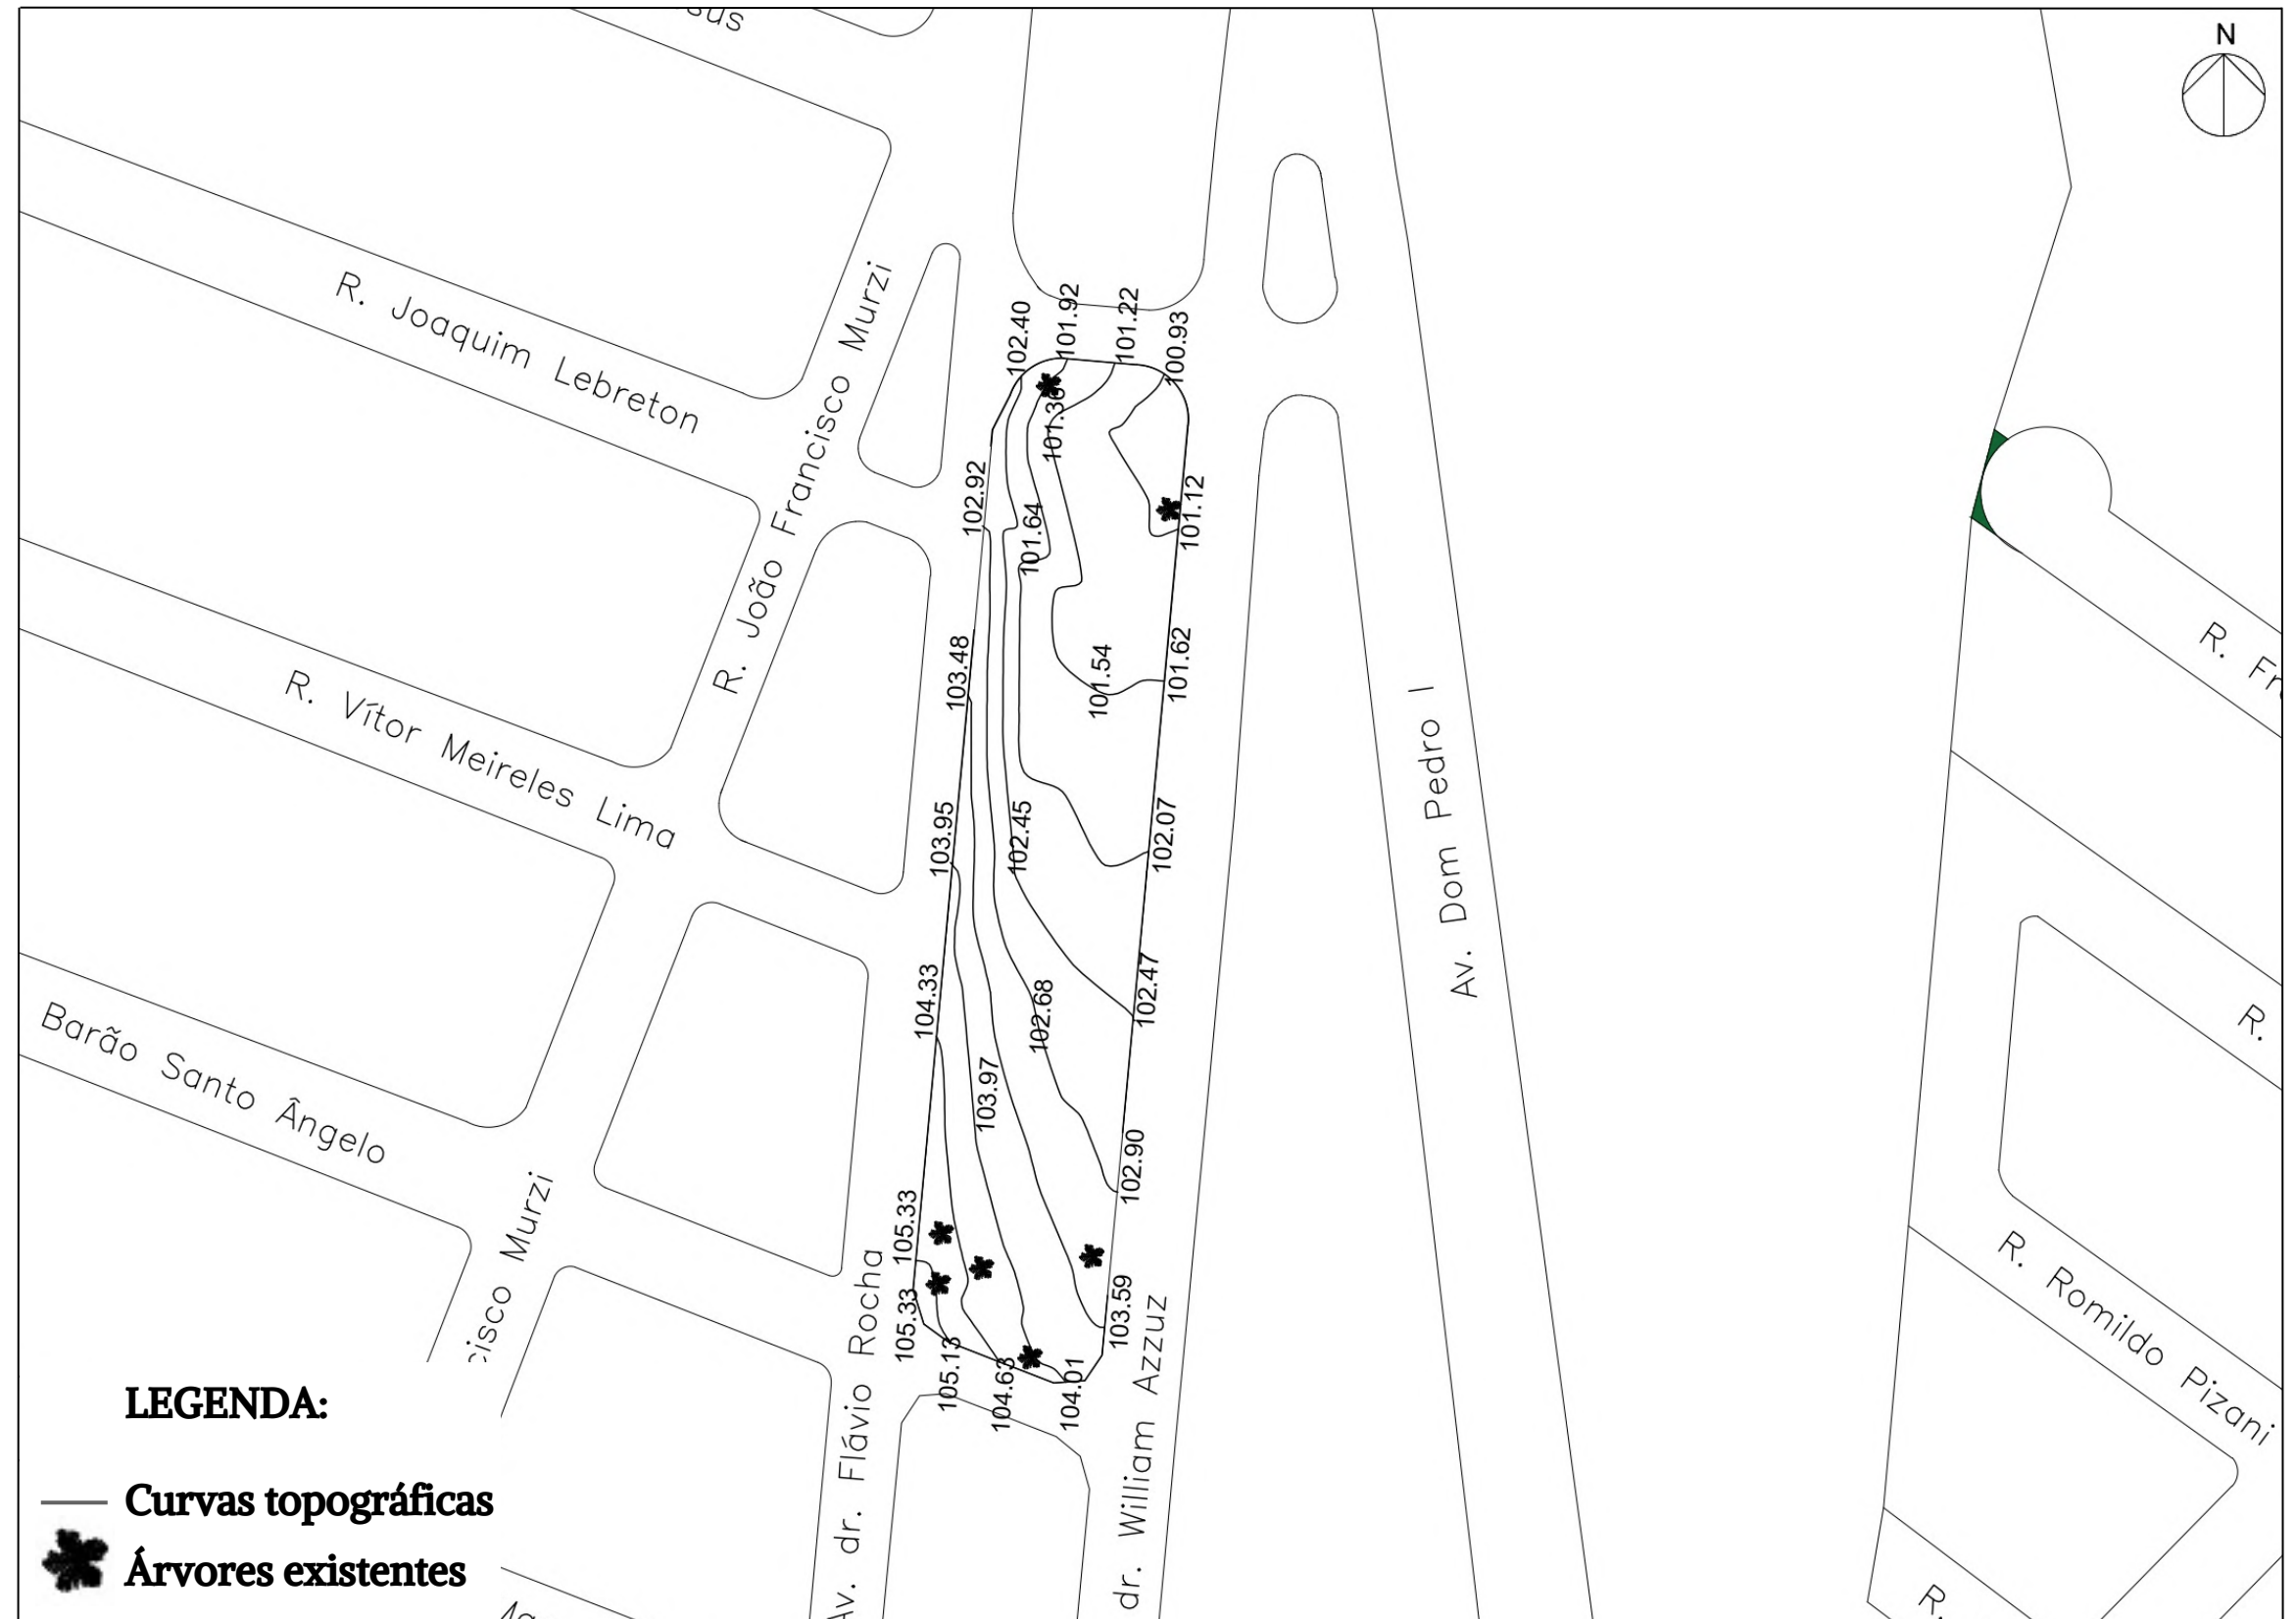 sus
N
R. Joaquim Lebreton
R. João Francisco Murzi
102.40
101.92
101.22
100.93
101.36
102.92
101.64
101.12
103.48
101.54
101.62
R. Vítor Meireles Lima
103.95
102.45
102.07
Av. Dom Pedro I
R. Fr
104.33
102.68
102.47
R.
Barão Santo Ângelo
103.97
102.90
105.33
cisco Murzi
105.33
105.13
104.63
104.01
103.59
R. Romildo Pizani
Av. dr. Flávio Rocha
dr. William Azzuz
R.
LEGENDA:
Curvas topográficas
Árvores existentes